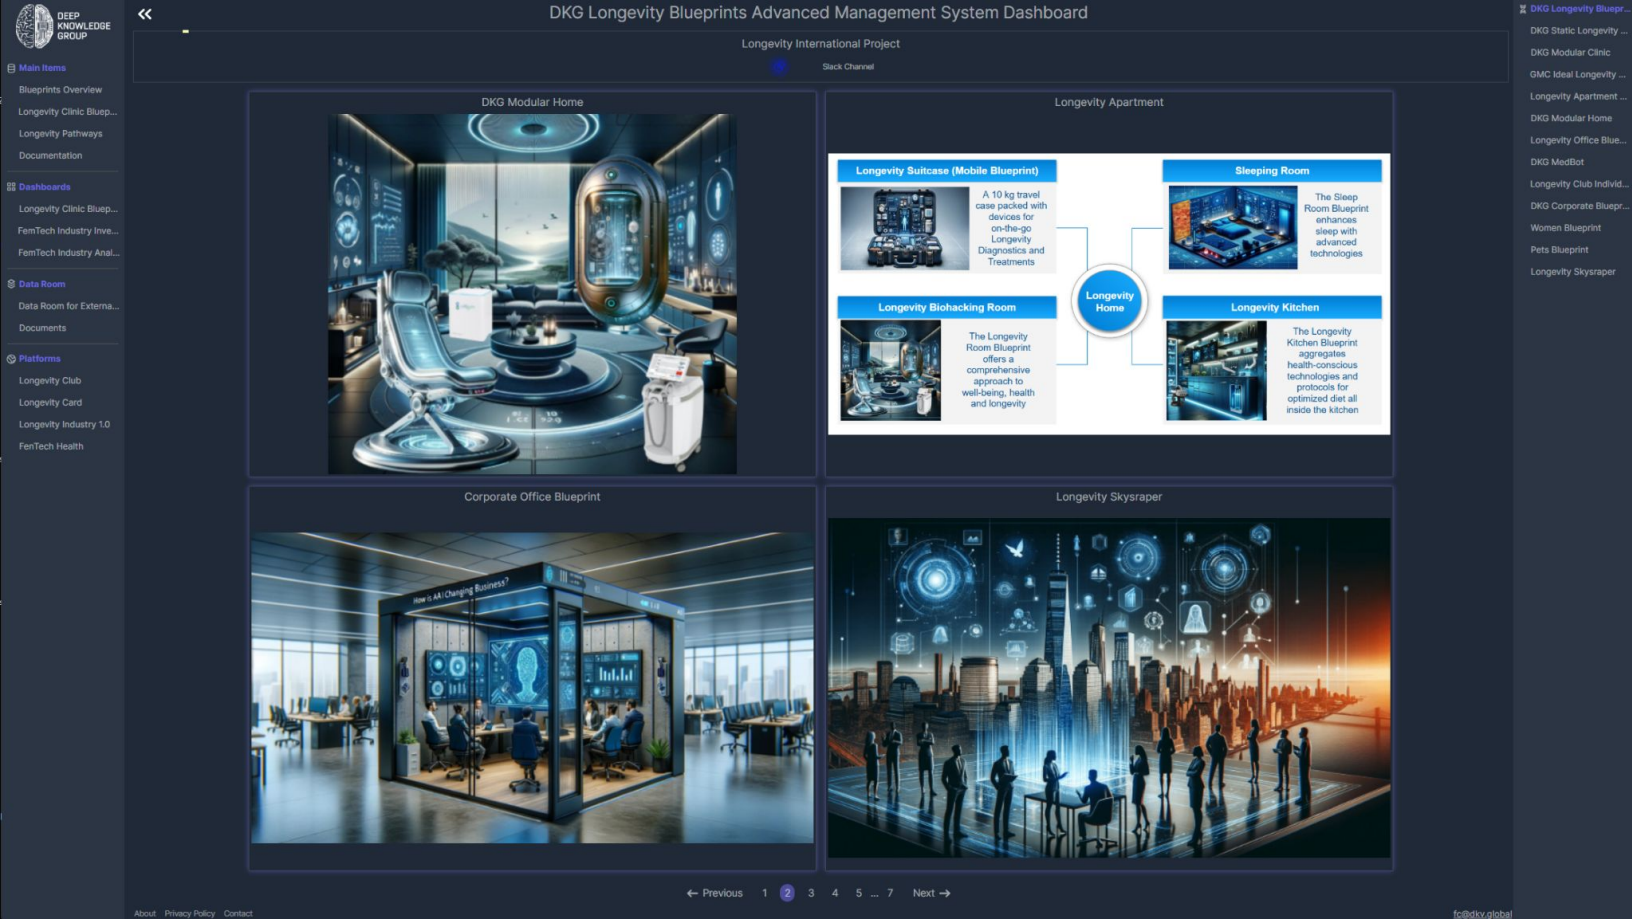 DEEP
KNOWLEDGE
GROUP
Main Items
Blueprints Overview
Longevity Clinic Bluep...
Longevity Pathways
Documentation
Dashboards
Longevity Clinic Bluep...
FemTech Industry Inve...
FemTech Industry Anal...
Data Room
Data Room for Externa...
Documents
Platforms
Longevity Club
Longevity Card
Longevity Industry 1.0
FenTech Health
DKG Longevity Blueprints Advanced Management System Dashboard
Longevity International Project
Slack Channel
DKG Modular Home
Longevity Apartment
Longevity Suitcase (Mobile Blueprint)
A 10 kg travel
case packed with
devices for
on-the-go
Longevity
Diagnostics and
Treatments
Sleeping Room
The Sleep
Room Blueprint
enhances
sleep with
advanced
technologies
Longevity
Home
Longevity Biohacking Room
The Longevity
Room Blueprint
offers a
comprehensive
approach to
well-being, health
and longevity
Longevity Kitchen
The Longevity
Kitchen Blueprint
aggregates
health-conscious
technologies and
protocols for
optimized diet all
inside the kitchen
Corporate Office Blueprint
How is AA I Changing Business?
Longevity Skysraper
← Previous 1 2 3 4 5 ... 7 Next →
About Privacy Policy Contact
fc@dkv.global
DKG Longevity Bluepr...
DKG Static Longevity ...
DKG Modular Clinic
GMC Ideal Longevity ...
Longevity Apartment ...
DKG Modular Home
Longevity Office Blue...
DKG MedBot
Longevity Club Individ...
DKG Corporate Bluepr...
Women Blueprint
Pets Blueprint
Longevity Skyscraper